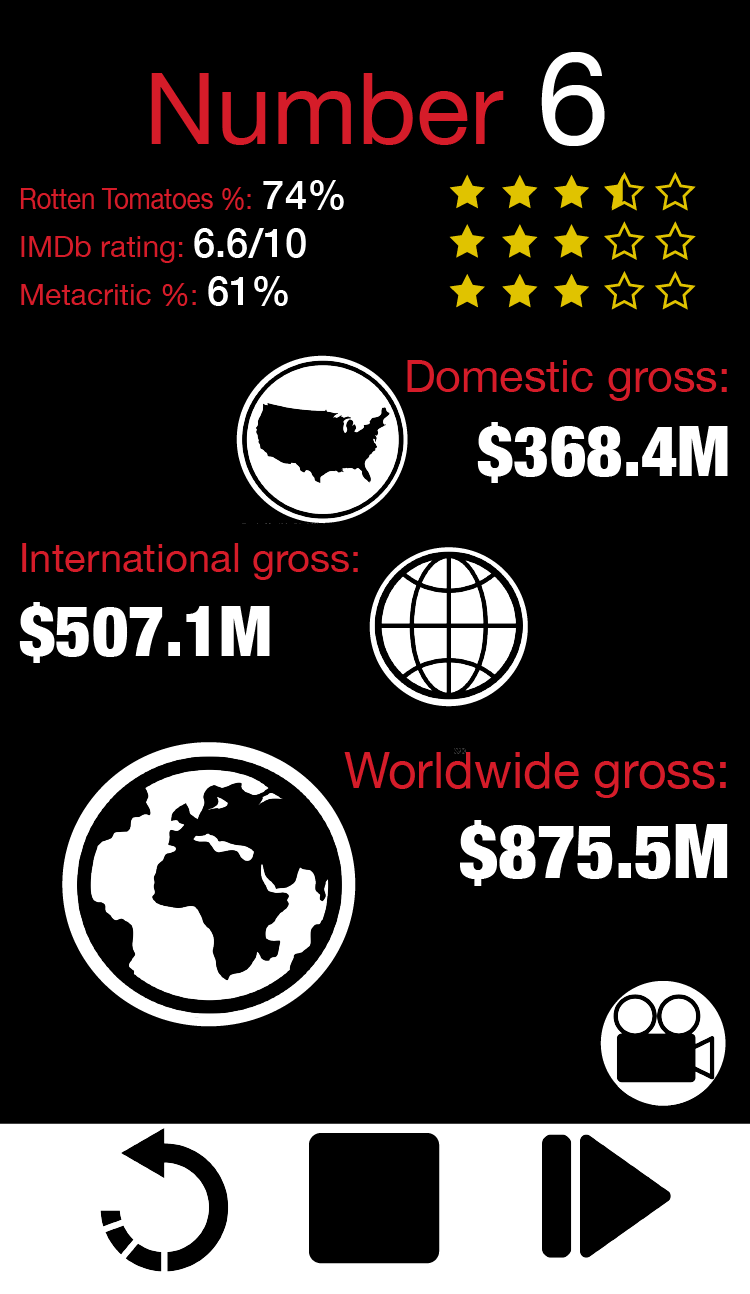 Number 6
Rotten Tomatoes %: 74%
IMDb rating: 6.6/10
Metacritic %: 61%
Domestic gross:
$368.4M
International gross:
$507.1M
Worldwide gross:
$875.5M